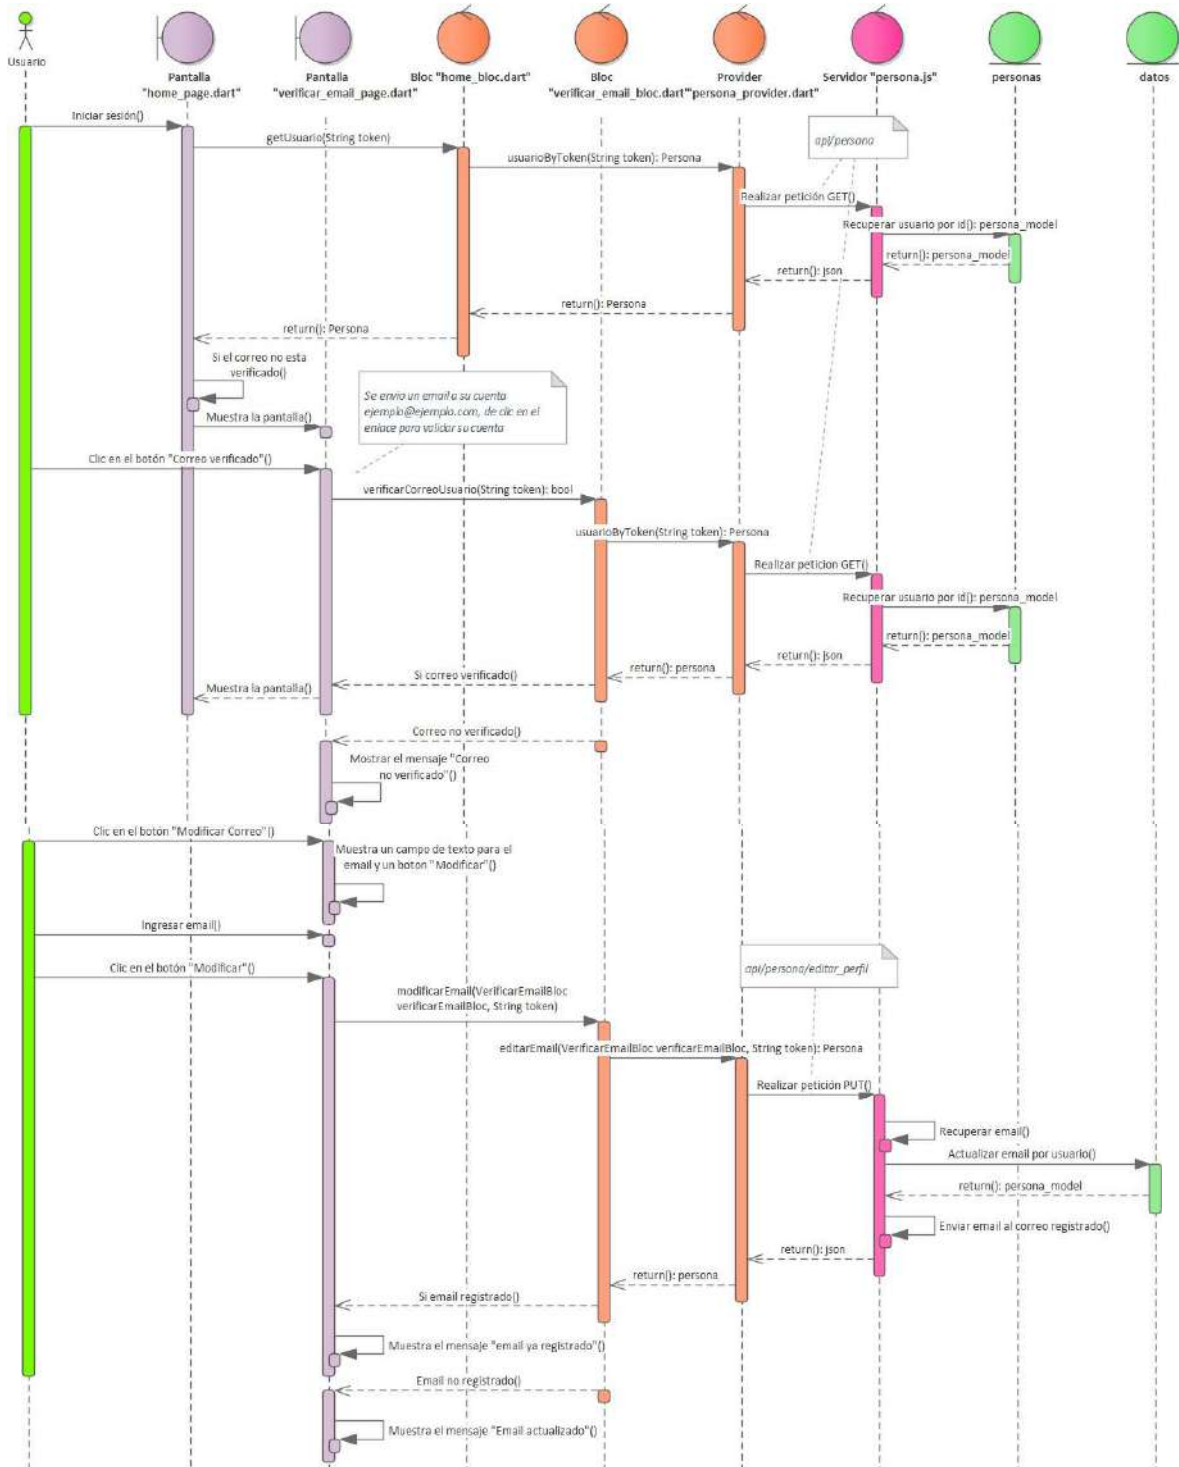 Usuario
Pantalla
"home_page.dart"
Pantalla
"verificar_email_page.dart"
Bloc "home_bloc.dart"
Bloc
"verificar_email_bloc.dart"
Provider
"persona_provider.dart"
Servidor "persona.js"
personas
datos
Iniciar sesión()
getUsuario(String token)
api/persona
usuarioByToken(String token): Persona
Realizar petición GET()
Recuperar usuario por id(): persona_model
return(): persona_model
return(): json
return(): Persona
return(): Persona
Si el correo no esta
verificado()
Se envio un email a su cuenta
ejemplo@ejemplo.com, de clic en el
enlace para validar su cuenta
Muestra la pantalla()
Clic en el botón "Correo verificado"()
verificarCorreoUsuario(String token): bool
usuarioByToken(String token): Persona
Realizar peticion GET()
Recuperar usuario por id(): persona_model
return(): persona_model
return(): json
return(): persona
Si correo verificado()
Muestra la pantalla()
Correo no verificado()
Mostrar el mensaje "Correo
no verificado"()
Clic en el botón "Modificar Correo"()
Muestra un campo de texto para el
email y un boton "Modificar"()
Ingresar email()
Clic en el botón "Modificar"()
api/persona/editar_perfil
modificarEmail(VerificarEmailBloc
verificarEmailBloc, String token)
editarEmail(VerificarEmailBloc verificarEmailBloc, String token): Persona
Realizar petición PUT()
Recuperar email()
Actualizar email por usuario()
return(): persona_model
Enviar email al correo registrado()
return(): json
return(): persona
Si email registrado()
Muestra el mensaje "email ya registrado"()
Email no registrado()
Muestra el mensaje "Email actualizado"()